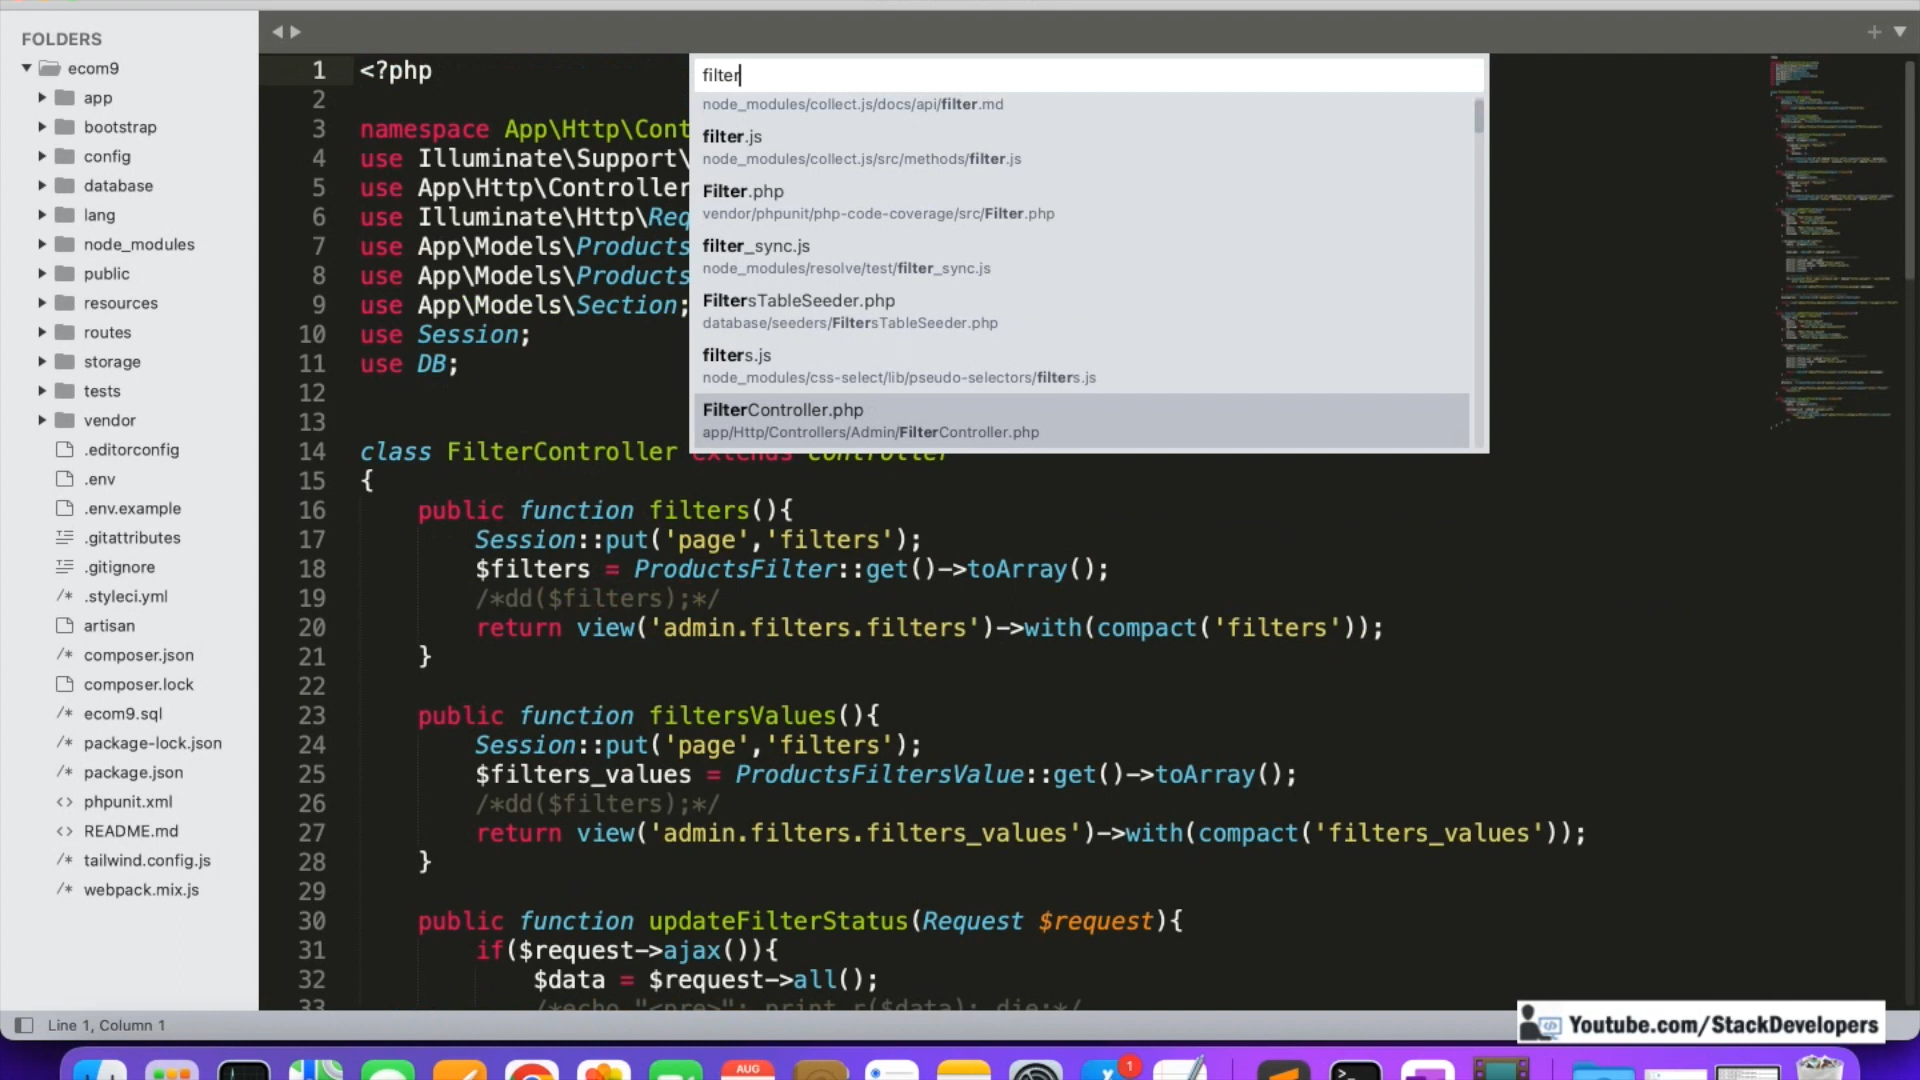 FOLDERS
ecom9
app
bootstrap
config
database
lang
node_modules
public
resources
routes
storage
tests
vendor
.editorconfig
.env
.env.example
.gitattributes
.gitignore
/* .styleci.yml
artisan
/* composer.json
composer.lock
/* ecom9.sql
/* package-lock.json
/* package.json
<> phpunit.xml
<> README.md
/* tailwind.config.js
/* webpack.mix.js
filter
node_modules/collect.js/docs/api/filter.md
filter.js
node_modules/collect.js/src/methods/filter.js
Filter.php
vendor/phpunit/php-code-coverage/src/Filter.php
filter_sync.js
node_modules/resolve/test/filter_sync.js
FiltersTableSeeder.php
database/seeders/FiltersTableSeeder.php
filters.js
node_modules/css-select/lib/pseudo-selectors/filters.js
FilterController.php
app/Http/Controllers/Admin/FilterController.php
1 <?php
2
3 namespace App\Http\Cont
4 use Illuminate\Support\
5 use App\Http\Controller
6 use Illuminate\Http\Req
7 use App\Models\Products
8 use App\Models\Products
9 use App\Models\Section;
10 use Session;
11 use DB;
12
13
14 class FilterController extends Controller
15 {
16 public function filters(){
17 Session::put('page','filters');
18 $filters = ProductsFilter::get()->toArray();
19 /*dd($filters);*/
20 return view('admin.filters.filters')->with(compact('filters'));
21 }
22
23 public function filtersValues(){
24 Session::put('page','filters');
25 $filters_values = ProductsFiltersValue::get()->toArray();
26 /*dd($filters);*/
27 return view('admin.filters.filters_values')->with(compact('filters_values'));
28 }
29
30 public function updateFilterStatus(Request $request){
31 if($request->ajax()){
32 $data = $request->all();
33 /*echo "<pre>"; print_r($data); die;*/
Line 1, Column 1
Youtube.com/StackDevelopers
AUG
1